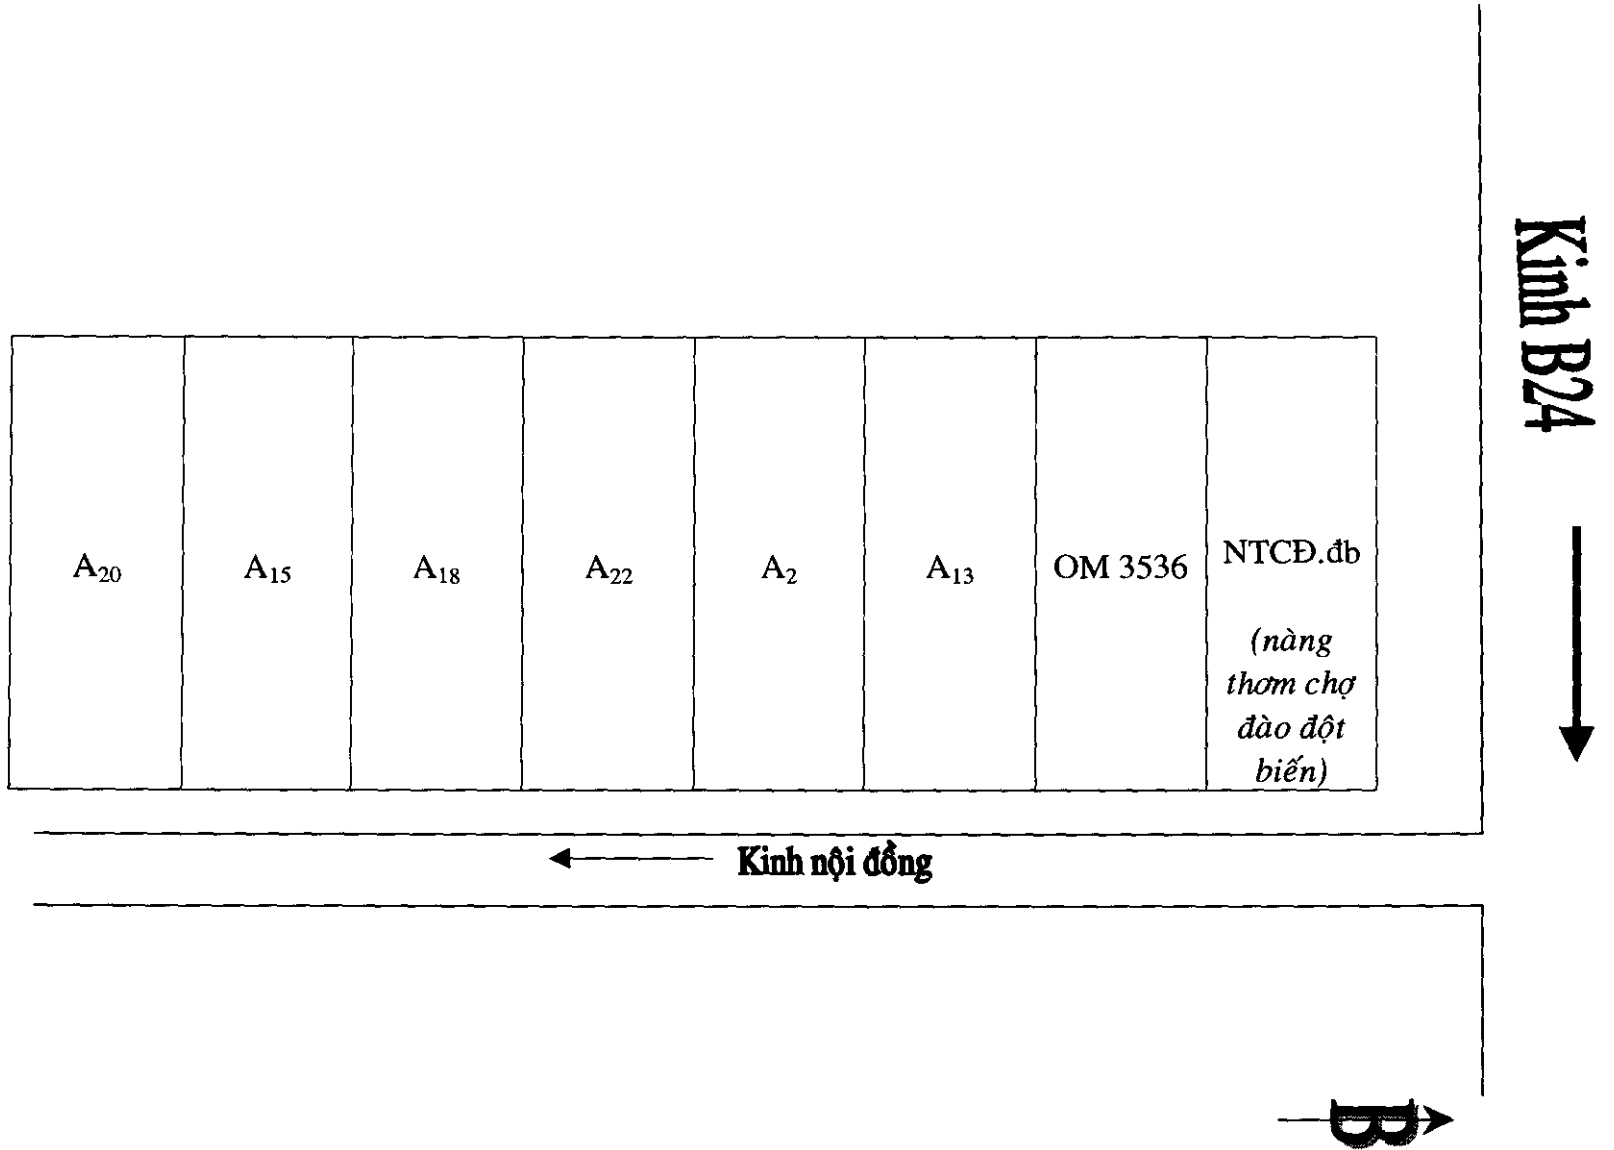 Kinh B24
A20
A15
A18
A22
A2
A13
OM 3536
NTCĐ.đb
(nàng
thơm chợ
đào đột
biến)
Kinh nội đồng
B